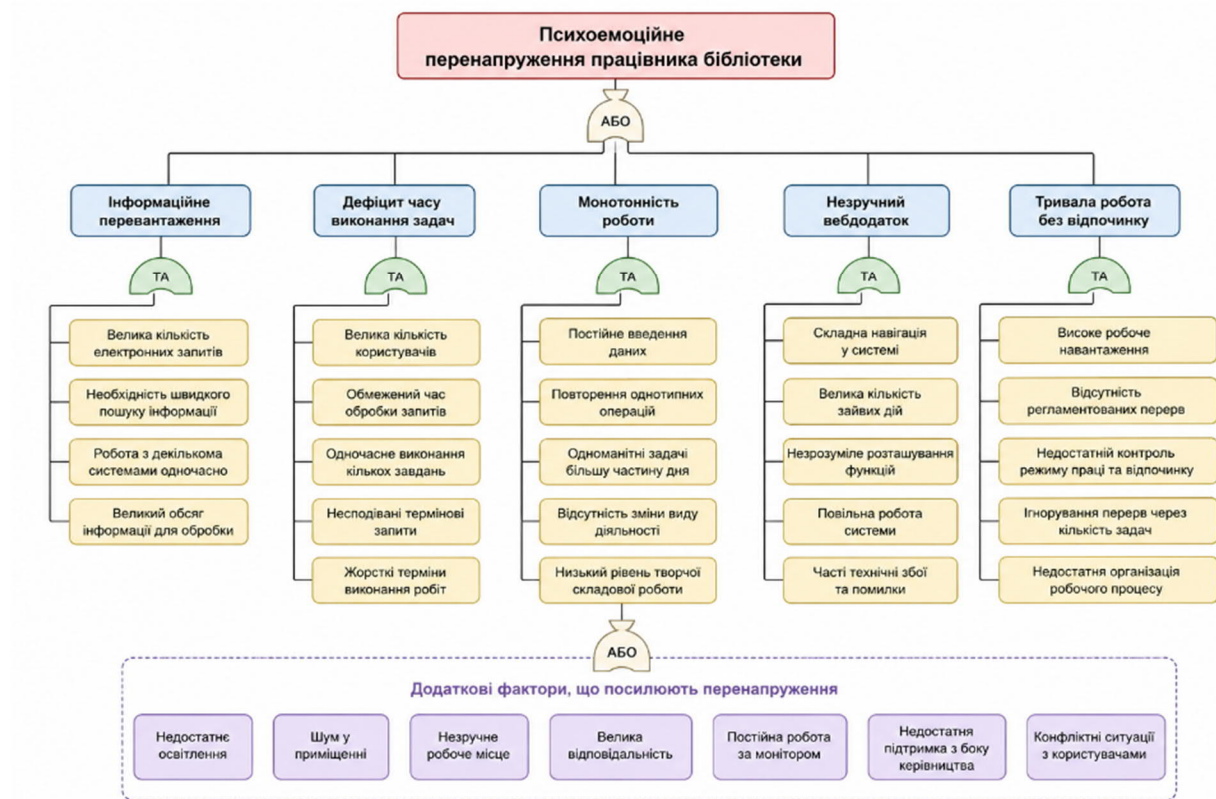 Психоемоційне
перенапруження працівника бібліотеки
АБО
Інформаційне
перевантаження
Дефіцит часу
виконання задач
Монотонність
роботи
Незручний
вебдодаток
Тривала робота
без відпочинку
ТА
ТА
ТА
ТА
ТА
Велика кількість
електронних запитів
Необхідність швидкого
пошуку інформації
Робота з декількома
системами одночасно
Великий обсяг
інформації для обробки
Велика кількість
користувачів
Обмежений час
обробки запитів
Одночасне виконання
кількох завдань
Несподівані термінові
запити
Жорсткі терміни
виконання робіт
Постійне введення
даних
Повторення однотипних
операцій
Одноманітні задачі
більшу частину дня
Відсутність зміни виду
діяльності
Низький рівень творчої
складової роботи
Складна навігація
у системі
Велика кількість
зайвих дій
Незрозуміле розташування
функцій
Повільна робота
системи
Часті технічні збої
та помилки
Високе робоче
навантаження
Відсутність
регламентованих перерв
Недостатній контроль
режиму праці та відпочинку
Ігнорування перерв через
кількість задач
Недостатня організація
робочого процесу
АБО
Додаткові фактори, що посилюють перенапруження
Недостатнє
освітлення
Шум у
приміщенні
Незручне
робоче місце
Велика
відповідальність
Постійна робота
за монітором
Недостатня
підтримка з боку
керівництва
Конфліктні ситуації
з користувачами